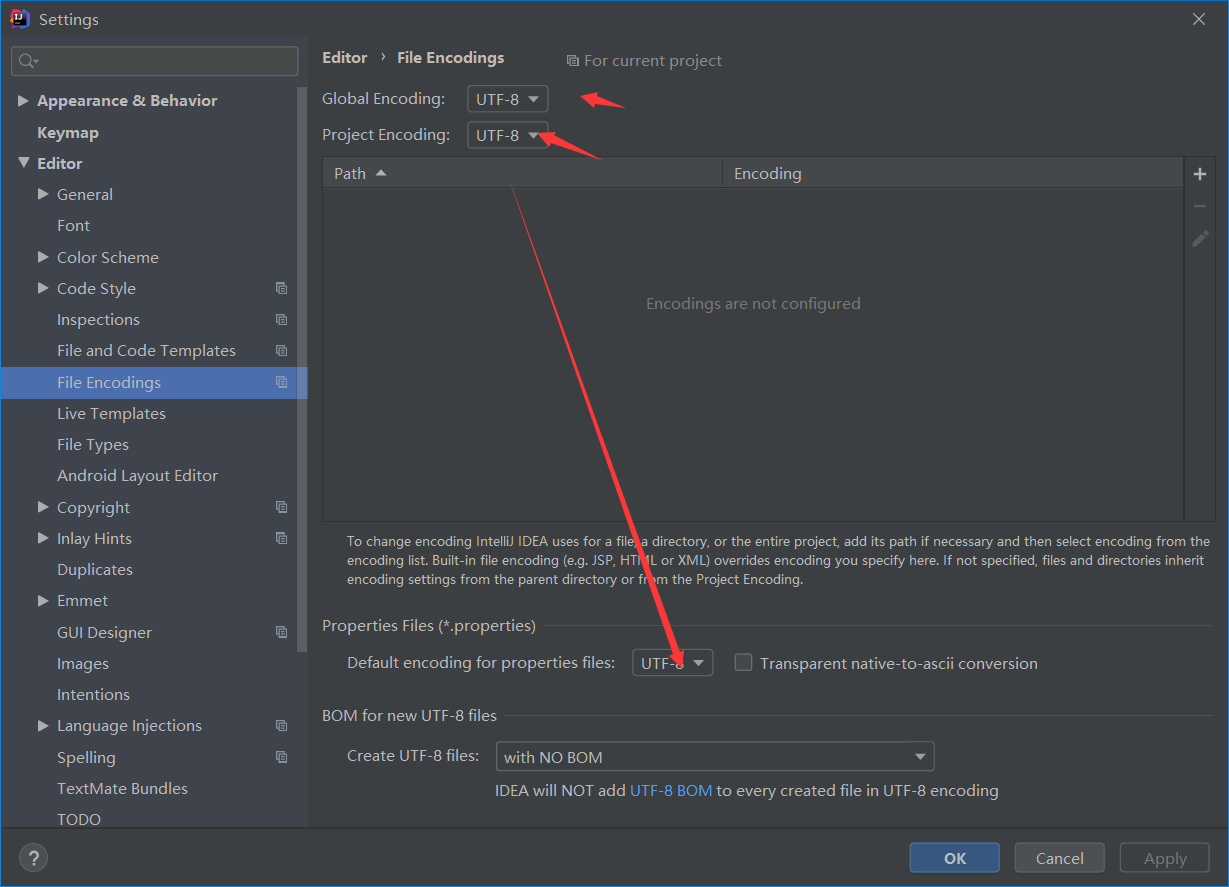 Settings
Appearance & Behavior
Keymap
Editor
General
Font
Color Scheme
Code Style
Inspections
File and Code Templates
File Encodings
Live Templates
File Types
Android Layout Editor
Copyright
Inlay Hints
Duplicates
Emmet
GUI Designer
Images
Intentions
Language Injections
Spelling
TextMate Bundles
TODO
Editor › File Encodings For current project
Global Encoding: UTF-8
Project Encoding: UTF-8
Path Encoding
Encodings are not configured
To change encoding IntelliJ IDEA uses for a file, a directory, or the entire project, add its path if necessary and then select encoding from the
encoding list. Built-in file encoding (e.g. JSP, HTML or XML) overrides encoding you specify here. If not specified, files and directories inherit
encoding settings from the parent directory or from the Project Encoding.
Properties Files (*.properties)
Default encoding for properties files: UTF-8 Transparent native-to-ascii conversion
BOM for new UTF-8 files
Create UTF-8 files: with NO BOM
IDEA will NOT add UTF-8 BOM to every created file in UTF-8 encoding
? OK Cancel Apply